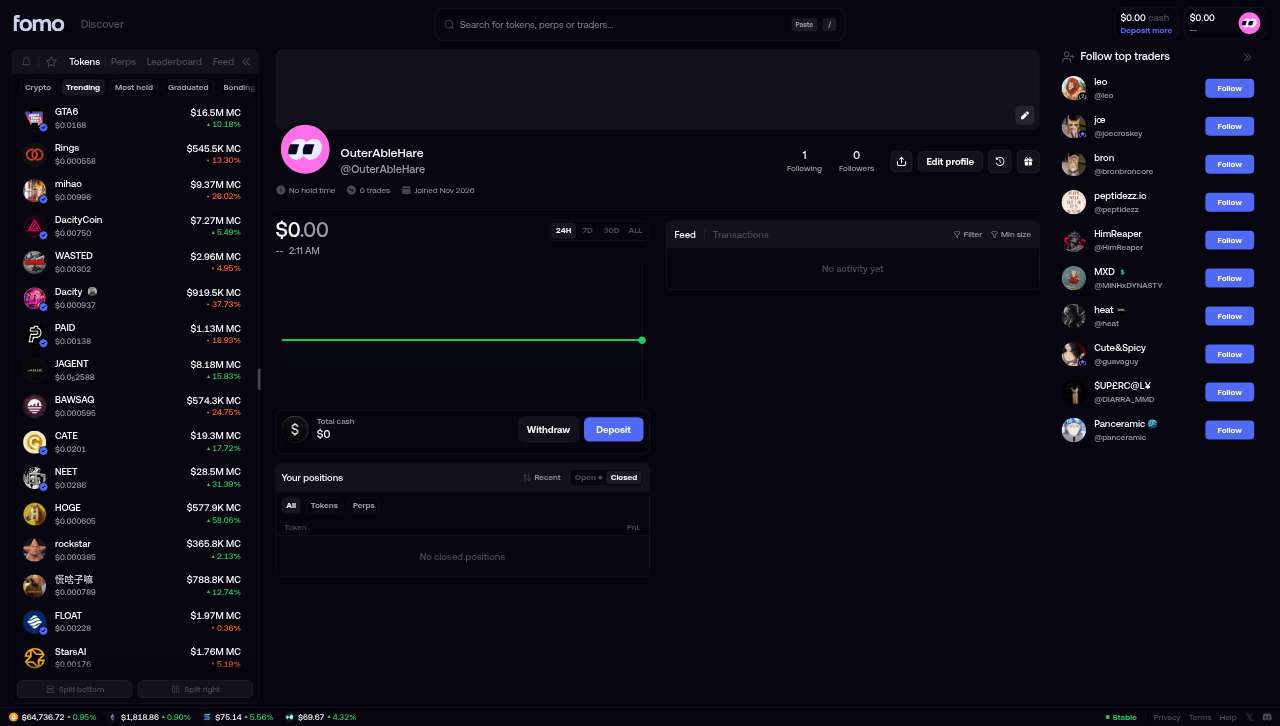 fomo
Discover
Search for tokens, perps or traders...
Paste
/
$0.00 cash
Deposit more
$0.00
—
Tokens
Perps
Leaderboard
Feed
Crypto
Trending
Most held
Graduated
Bonding
GTA6
$0.0168
$16.5M MC
10.18%
Rings
$0.000558
$545.5K MC
13.30%
mihao
$0.00996
$9.37M MC
26.02%
DacityCoin
$0.00750
$7.27M MC
5.49%
WASTED
$0.00302
$2.96M MC
4.95%
Dacity
$0.000937
$919.5K MC
37.73%
PAID
$0.00138
$1.13M MC
16.93%
JAGENT
$0.0₅2588
$8.18M MC
15.83%
BAWSAQ
$0.000595
$574.3K MC
24.75%
CATE
$0.0201
$19.3M MC
17.72%
NEET
$0.0286
$28.5M MC
31.39%
HOGE
$0.000605
$577.9K MC
58.06%
rockstar
$0.000385
$365.8K MC
2.13%
慌啥子嘛
$0.000789
$788.8K MC
12.74%
FLOAT
$0.00228
$1.97M MC
0.36%
StarsAI
$0.00176
$1.76M MC
5.19%
Split bottom
Split right
OuterAbleHare
@OuterAbleHare
No hold time
0 trades
Joined Nov 2026
1
Following
0
Followers
Edit profile
$0.00
-- 2:11 AM
24H
7D
30D
ALL
Total cash
$0
Withdraw
Deposit
Your positions
Recent
Open
Closed
All
Tokens
Perps
Token
PnL
No closed positions
Feed
Transactions
Filter
Min size
No activity yet
Follow top traders
leo
@leo
Follow
jœ
@joecroskey
Follow
bron
@bronbroncore
Follow
peptidezz.io
@peptidezz
Follow
HimReaper
@HimReaper
Follow
MXD
@MINHxDYNASTY
Follow
heat
@heat
Follow
Cute&Spicy
@guavaguy
Follow
$UP£RC@L¥
@DIARRA_MMD
Follow
Panceramic
@panceramic
Follow
$64,736.72 0.95%
$1,818.86 0.90%
$75.14 5.56%
$69.67 4.32%
Stable
Privacy
Terms
Help